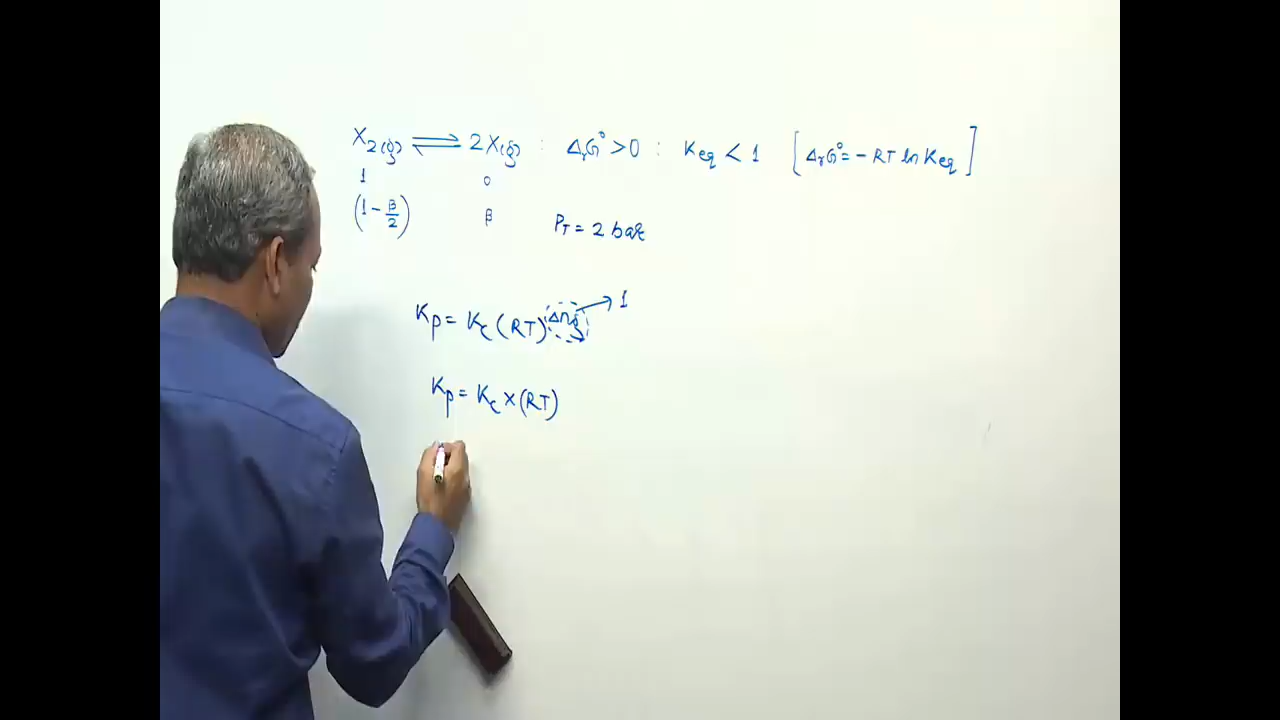 X₂(g) ⇌ 2X(g) : ΔᵣG° > 0 : Keq < 1 [ΔᵣG° = − RT ln Keq]
1 0
(1 − β/2) β P_T = 2 bar
Kp = Kc (RT)^Δng → 1
Kp = Kc × (RT)